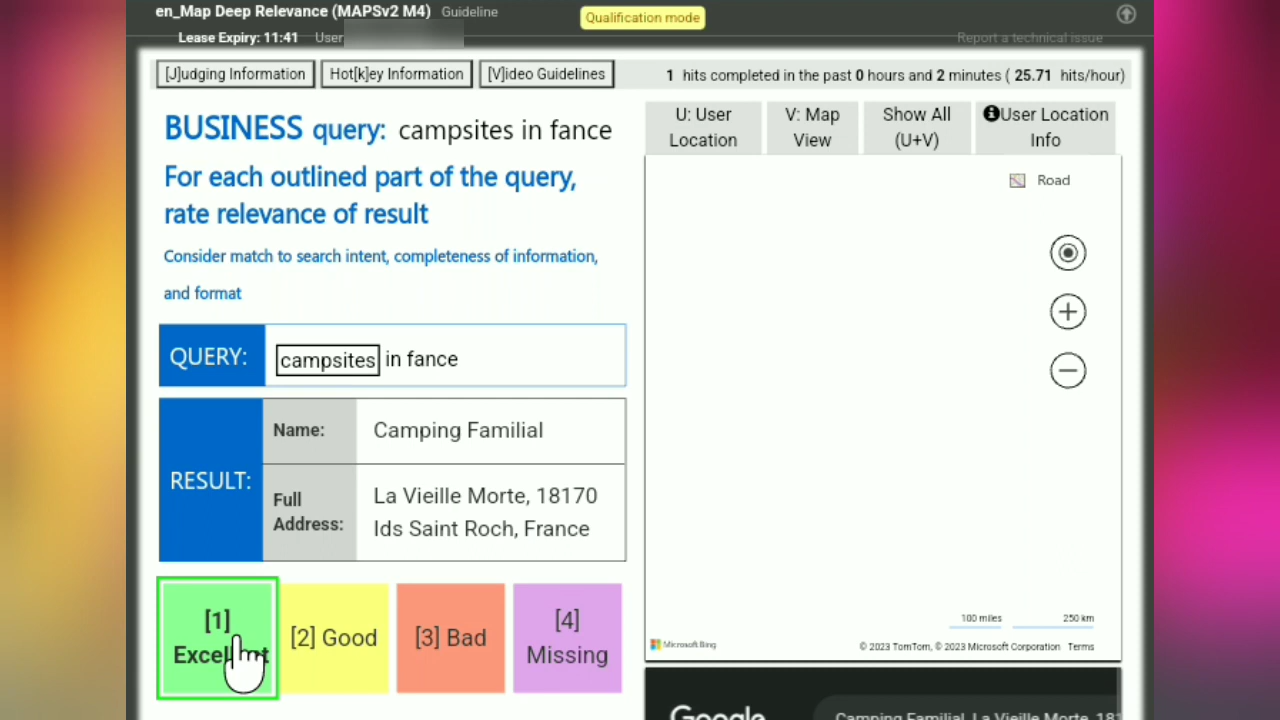 en_Map Deep Relevance (MAPSv2 M4) Guideline
Qualification mode
Lease Expiry: 11:41 User
Report a technical issue
[J]udging Information Hot[k]ey Information [V]ideo Guidelines
1 hits completed in the past 0 hours and 2 minutes ( 25.71 hits/hour)
BUSINESS query: campsites in fance
For each outlined part of the query,
rate relevance of result
Consider match to search intent, completeness of information,
and format
QUERY: campsites in fance
RESULT:
Name: Camping Familial
Full Address: La Vieille Morte, 18170
Ids Saint Roch, France
[1]
[2] Good
[3] Bad
[4]
Missing
U: User
Location
V: Map
View
Show All
(U+V)
User Location
Info
Road
100 miles 250 km
Microsoft Bing
© 2023 TomTom, © 2023 Microsoft Corporation Terms
Google
Camping Familial, La Vieille Morte,